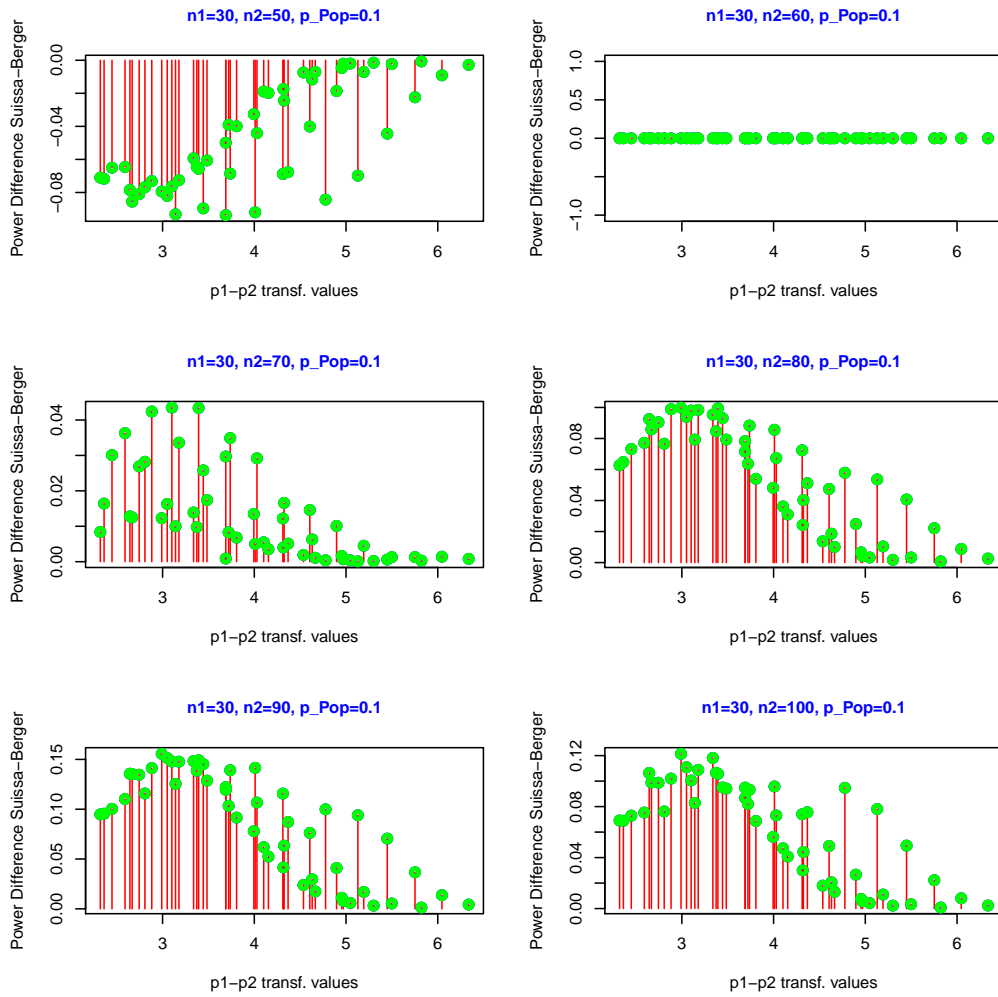 n1=30, n2=50, p_Pop=0.1
Power Difference Suissa−Berger
0.00
−0.04
−0.08
3 4 5 6
p1−p2 transf. values
n1=30, n2=60, p_Pop=0.1
Power Difference Suissa−Berger
1.0
0.5
0.0
−1.0
3 4 5 6
p1−p2 transf. values
n1=30, n2=70, p_Pop=0.1
Power Difference Suissa−Berger
0.04
0.02
0.00
3 4 5 6
p1−p2 transf. values
n1=30, n2=80, p_Pop=0.1
Power Difference Suissa−Berger
0.08
0.04
0.00
3 4 5 6
p1−p2 transf. values
n1=30, n2=90, p_Pop=0.1
Power Difference Suissa−Berger
0.15
0.10
0.05
0.00
3 4 5 6
p1−p2 transf. values
n1=30, n2=100, p_Pop=0.1
Power Difference Suissa−Berger
0.12
0.08
0.04
0.00
3 4 5 6
p1−p2 transf. values